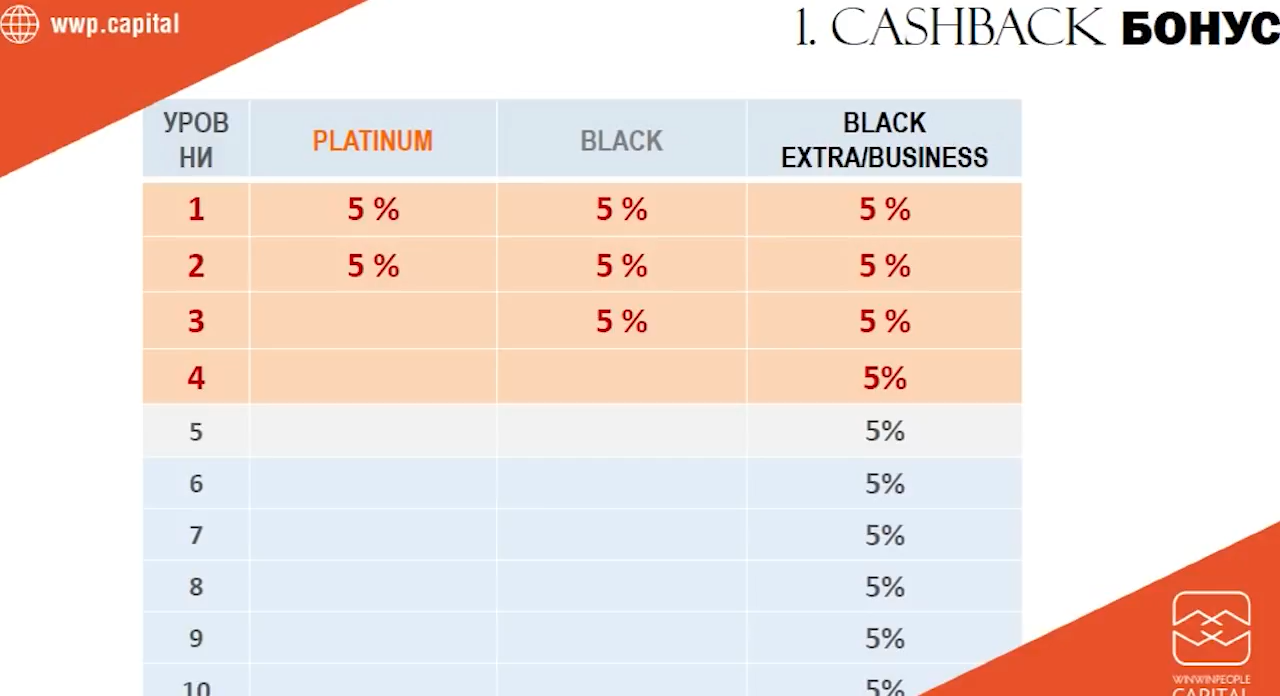 wwp.capital
1. CASHBACK БОНУС
УРОВ
НИ
PLATINUM
BLACK
BLACK
EXTRA/BUSINESS
1 5 % 5 % 5 %
2 5 % 5 % 5 %
3 5 % 5 %
4 5%
5 5%
6 5%
7 5%
8 5%
9 5%
10 5%
WINWINPEOPLE
CAPITAL